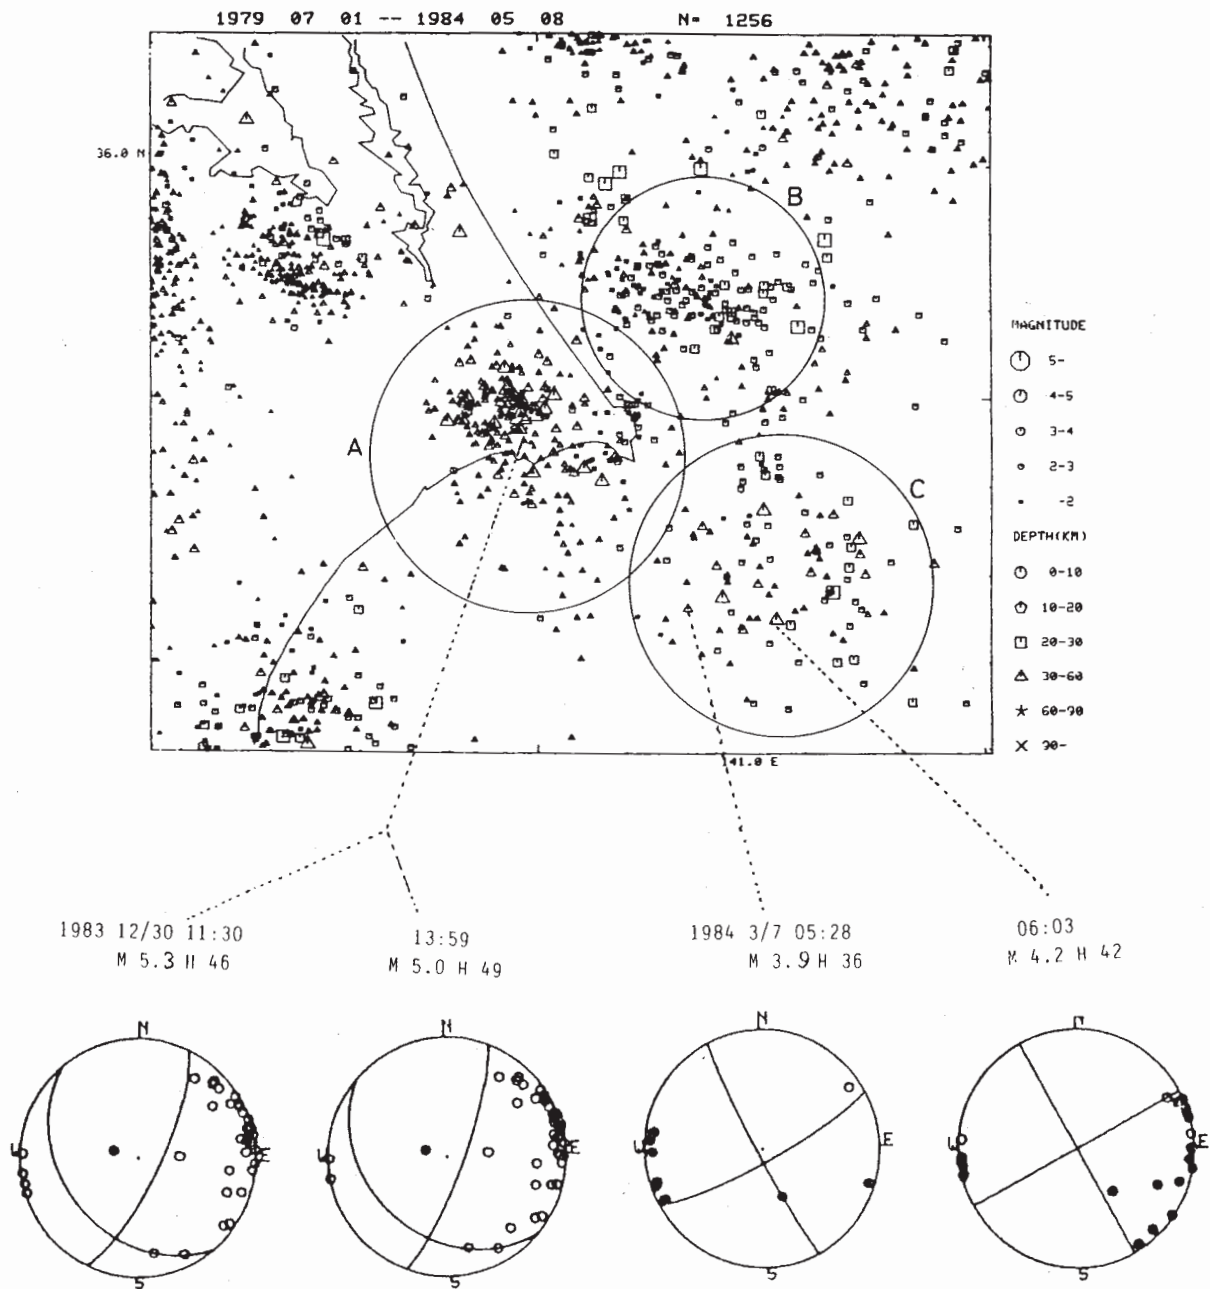 1979 07 01 -- 1984 05 08 N= 1256
36.0 N
B
A
C
MAGNITUDE
5-
4-5
3-4
2-3
-2
DEPTH(KM)
0-10
10-20
20-30
30-60
60-90
90-
41.0 E
1983 12/30 11:30
M 5.3 H 46
13:59
M 5.0 H 49
1984 3/7 05:28
M 3.9 H 36
06:03
M 4.2 H 42
N
W
E
S
N
W
E
S
N
W
E
S
N
W
E
S